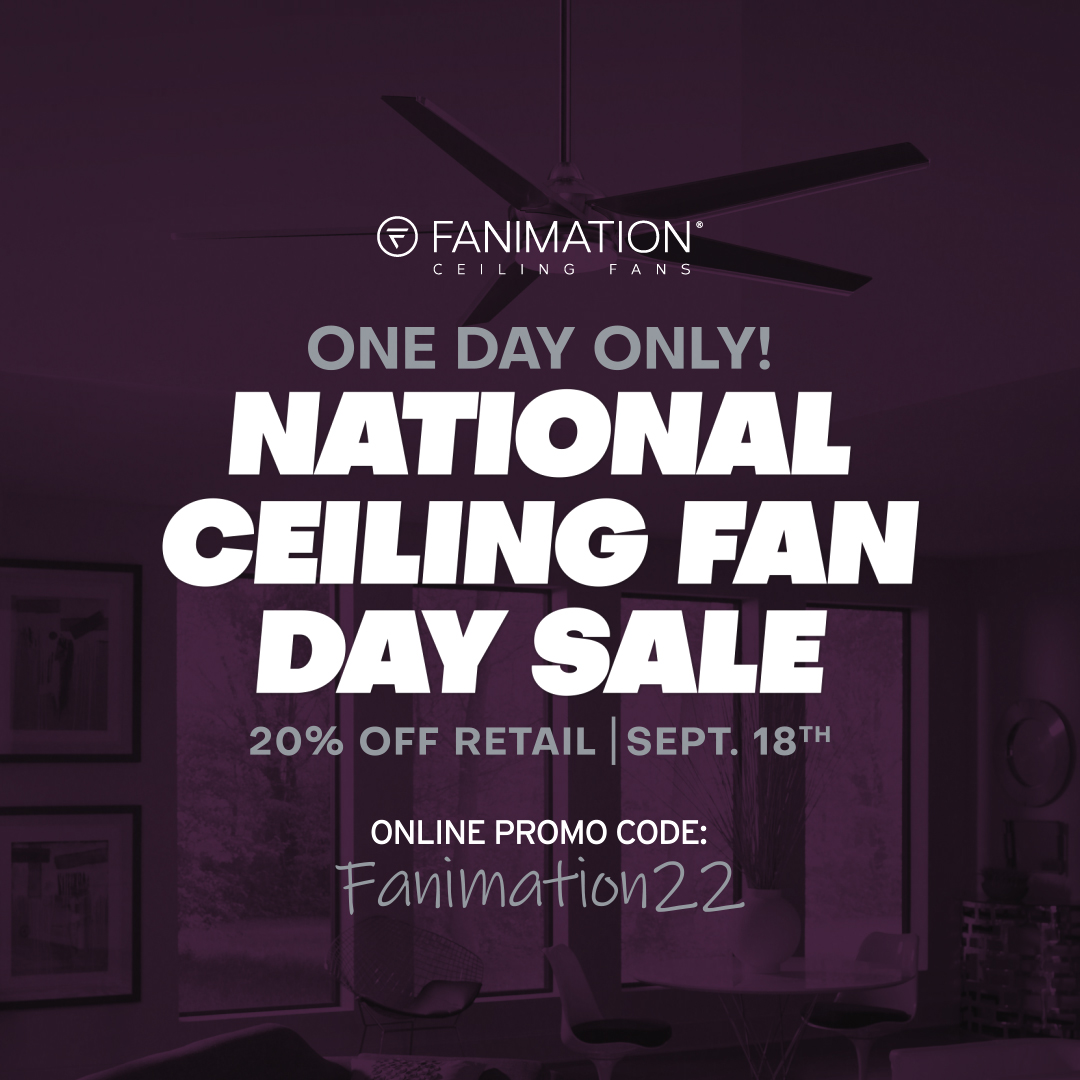 FANIMATION®
CEILING FANS
ONE DAY ONLY!
NATIONAL
CEILING FAN
DAY SALE
20% OFF RETAIL | SEPT. 18TH
ONLINE PROMO CODE:
Fanimation22